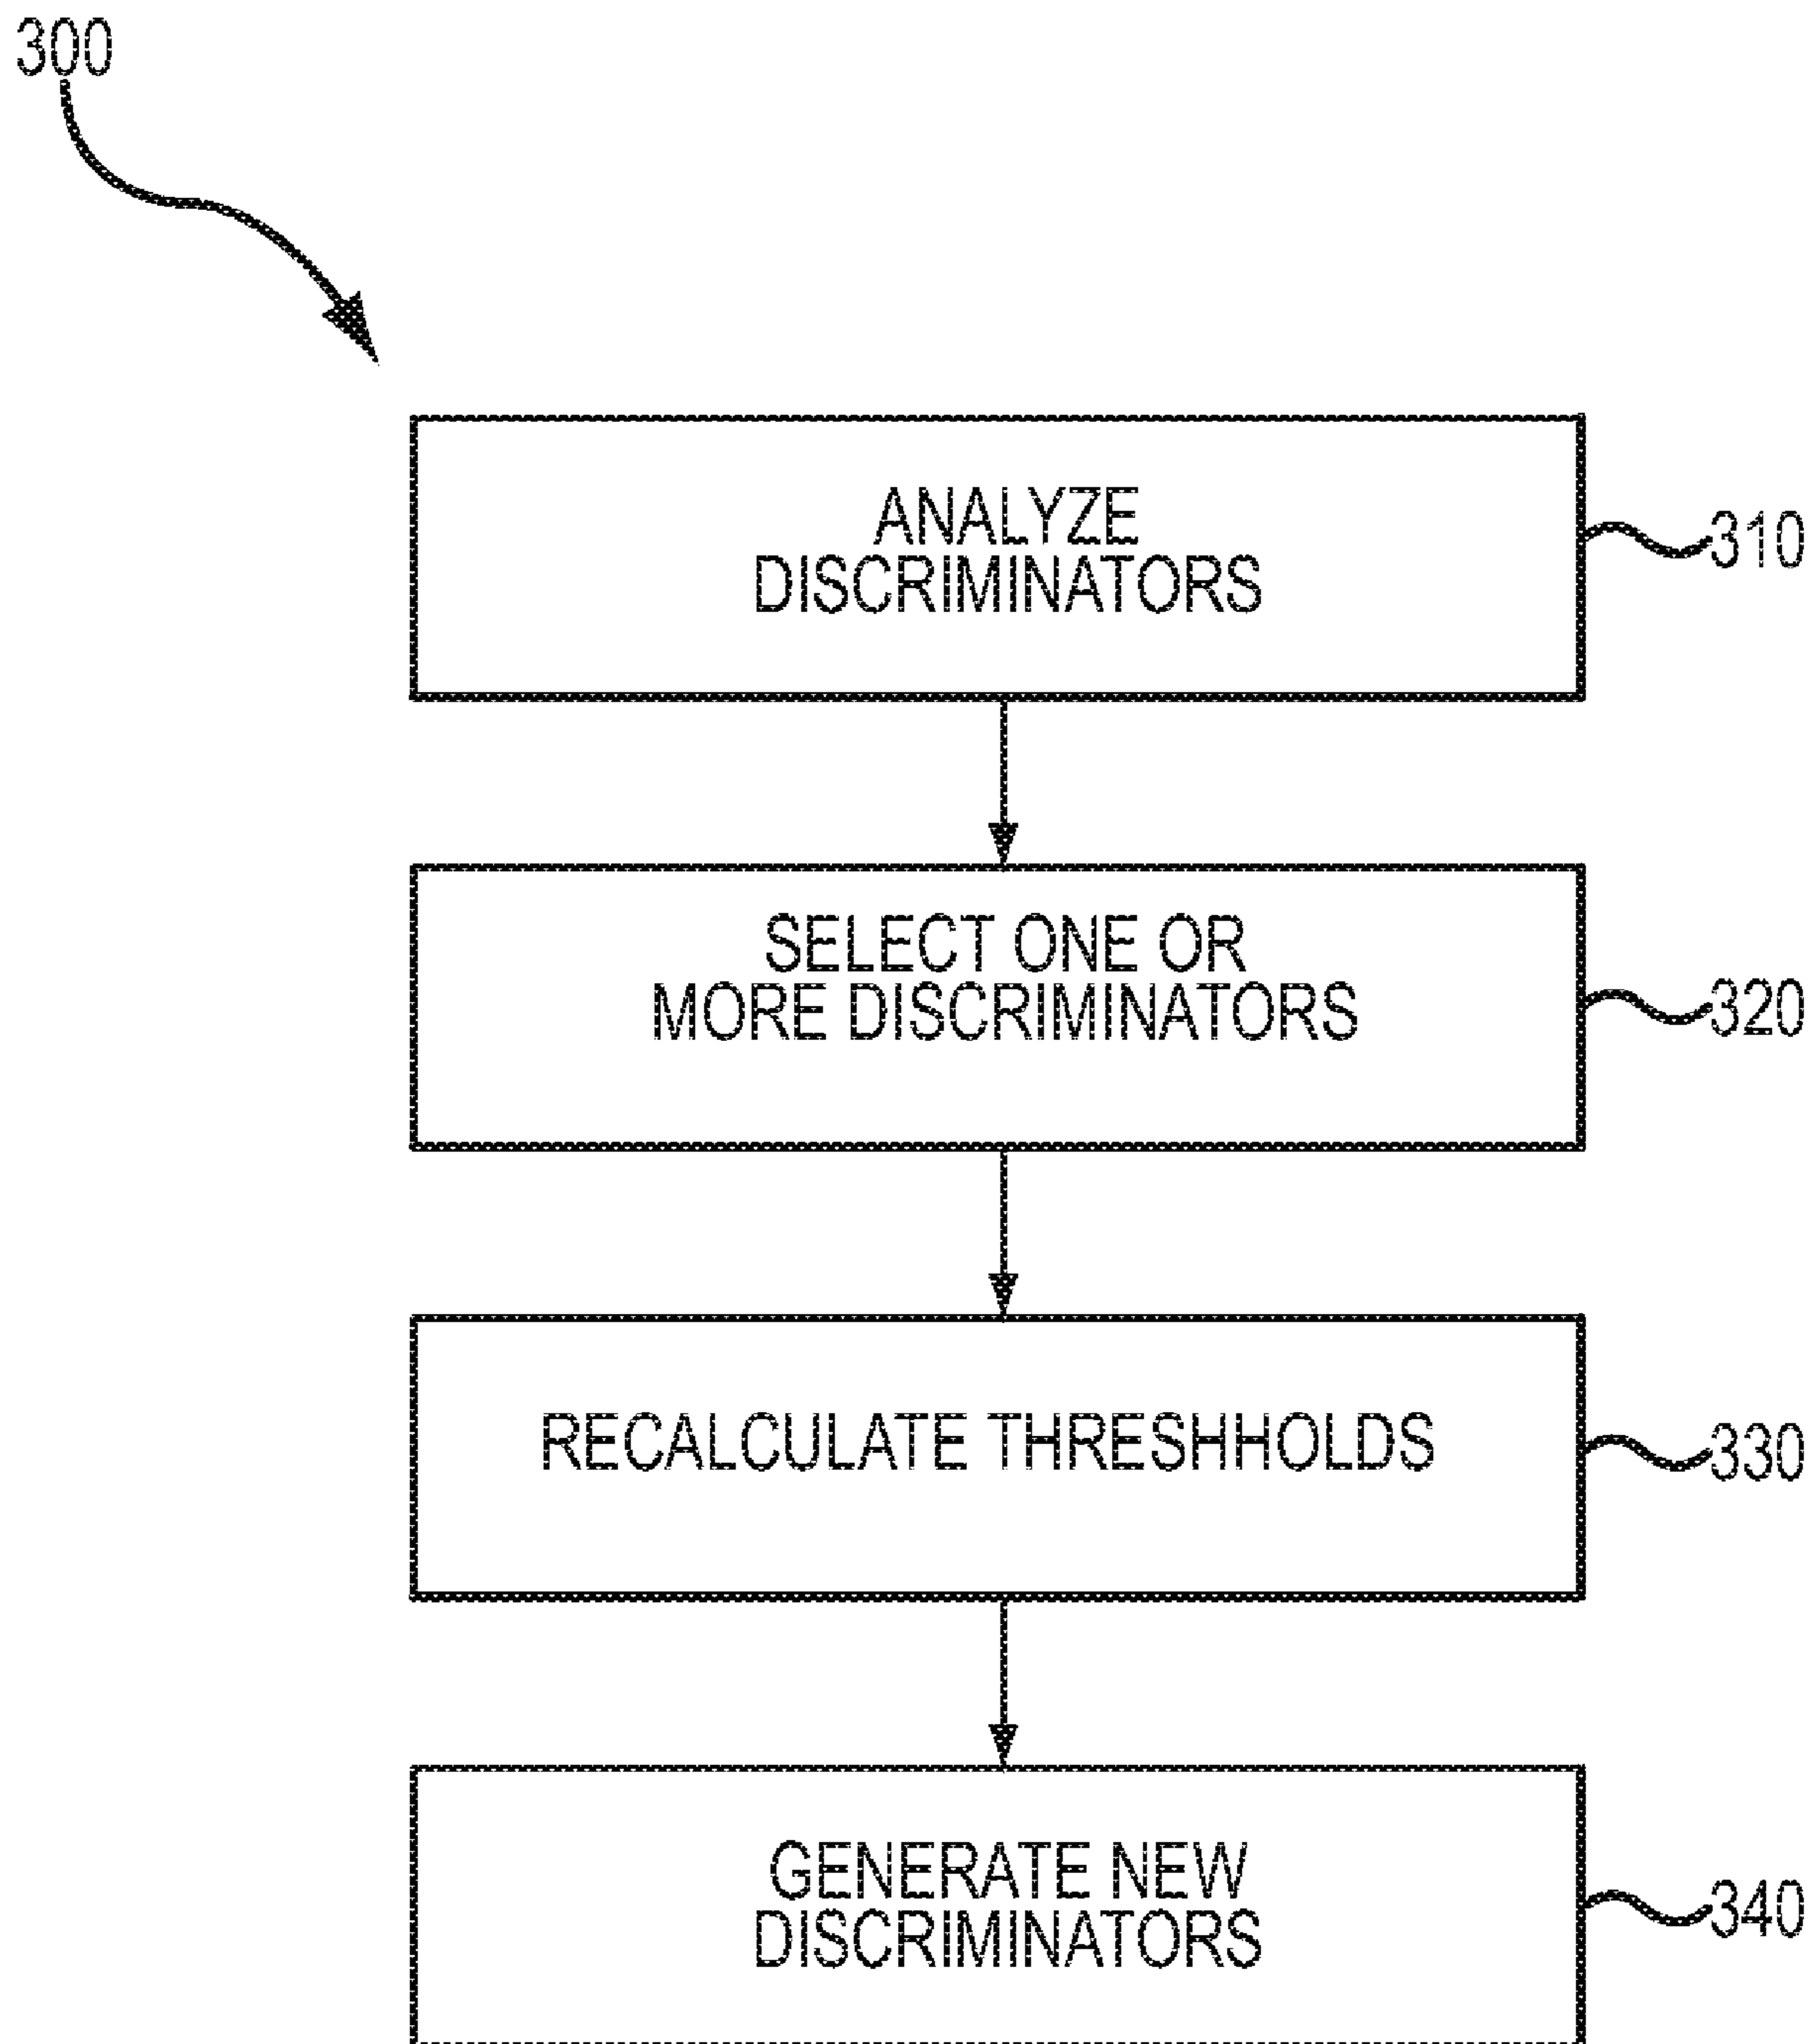 300
ANALYZE
DISCRIMINATORS
310
SELECT ONE OR
MORE DISCRIMINATORS
320
RECALCULATE THRESHHOLDS
330
GENERATE NEW
DISCRIMINATORS
340